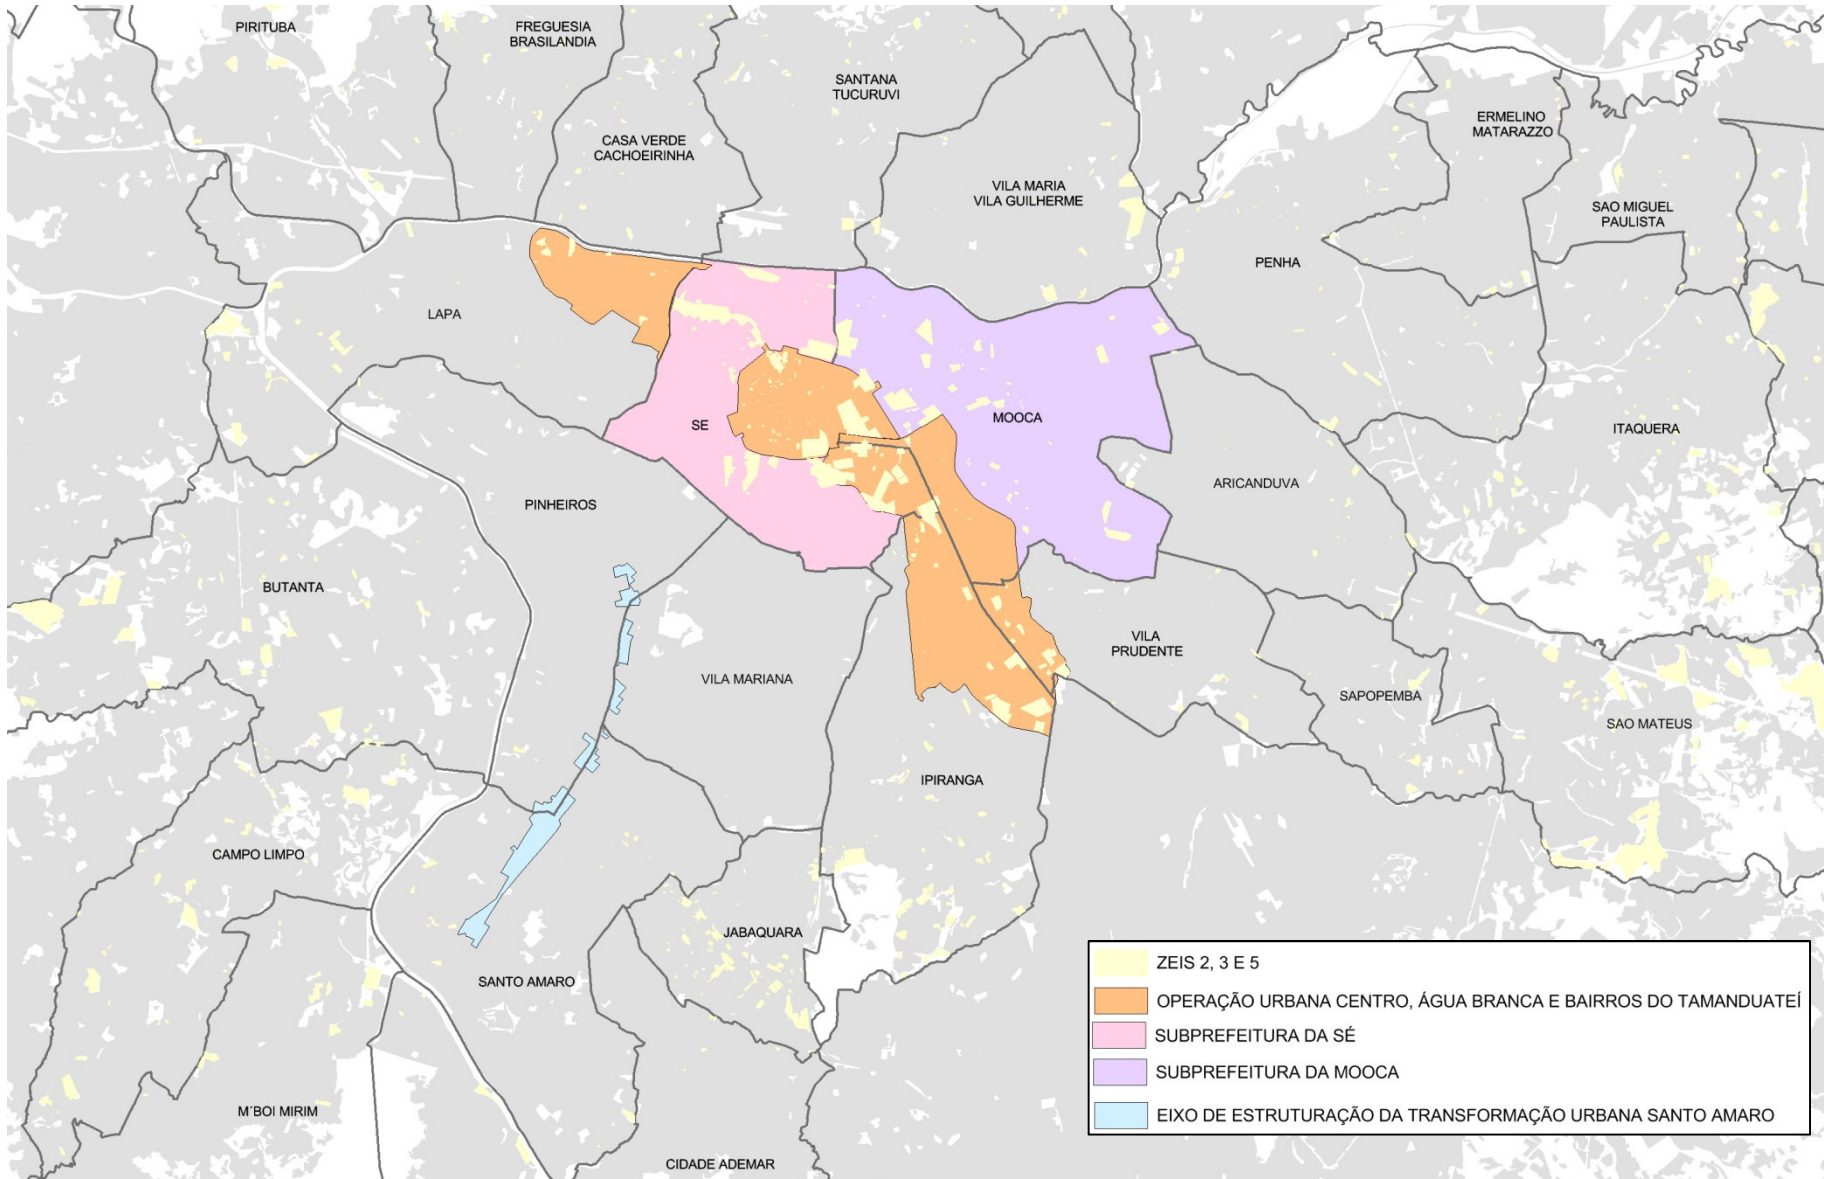 PIRITUBA
FREGUESIA
BRASILANDIA
SANTANA
TUCURUVI
CASA VERDE
CACHOEIRINHA
ERMELINO
MATARAZZO
VILA MARIA
VILA GUILHERME
SAO MIGUEL
PAULISTA
PENHA
LAPA
SE
MOOCA
ITAQUERA
ARICANDUVA
PINHEIROS
BUTANTA
VILA
PRUDENTE
VILA MARIANA
SAPOPEMBA
SAO MATEUS
IPIRANGA
CAMPO LIMPO
JABAQUARA
SANTO AMARO
M´BOI MIRIM
CIDADE ADEMAR
ZEIS 2, 3 E 5
OPERAÇÃO URBANA CENTRO, ÁGUA BRANCA E BAIRROS DO TAMANDUATEÍ
SUBPREFEITURA DA SÉ
SUBPREFEITURA DA MOOCA
EIXO DE ESTRUTURAÇÃO DA TRANSFORMAÇÃO URBANA SANTO AMARO